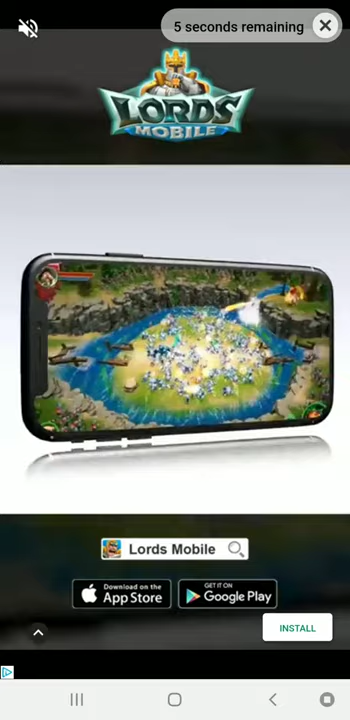 5 seconds remaining
LORDS
MOBILE
Lords Mobile
Download on the
App Store
GET IT ON
Google Play
INSTALL